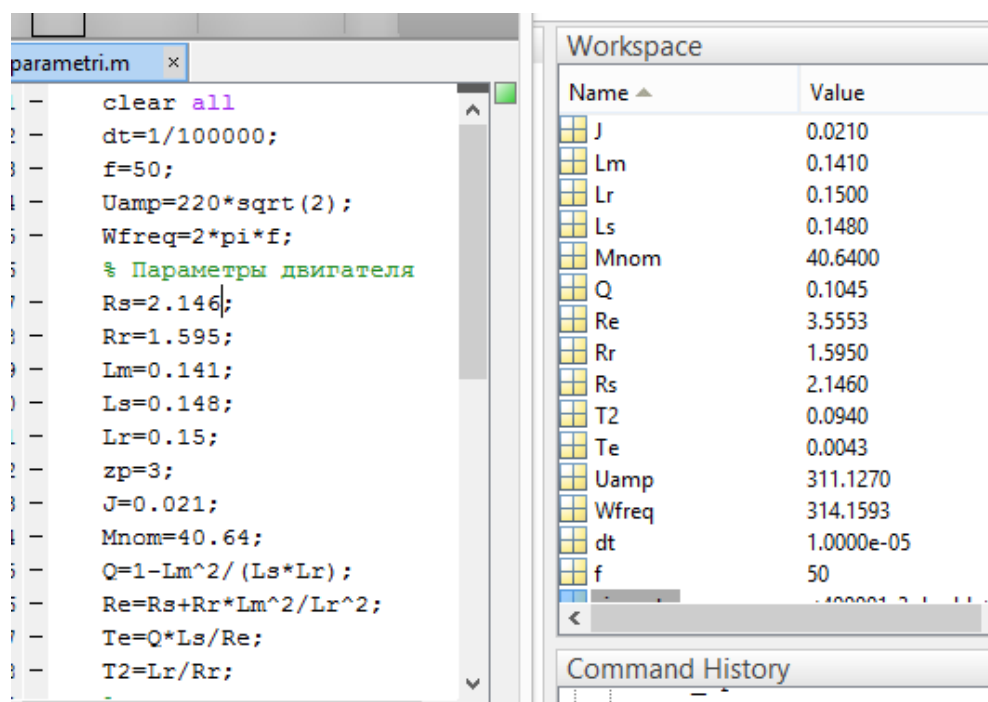 parametri.m ×
clear all
dt=1/100000;
f=50;
Uamp=220*sqrt(2);
Wfreq=2*pi*f;
% Параметры двигателя
Rs=2.146;
Rr=1.595;
Lm=0.141;
Ls=0.148;
Lr=0.15;
zp=3;
J=0.021;
Mnom=40.64;
Q=1-Lm^2/(Ls*Lr);
Re=Rs+Rr*Lm^2/Lr^2;
Te=Q*Ls/Re;
T2=Lr/Rr;
Workspace
Name Value
J 0.0210
Lm 0.1410
Lr 0.1500
Ls 0.1480
Mnom 40.6400
Q 0.1045
Re 3.5553
Rr 1.5950
Rs 2.1460
T2 0.0940
Te 0.0043
Uamp 311.1270
Wfreq 314.1593
dt 1.0000e-05
f 50
Command History